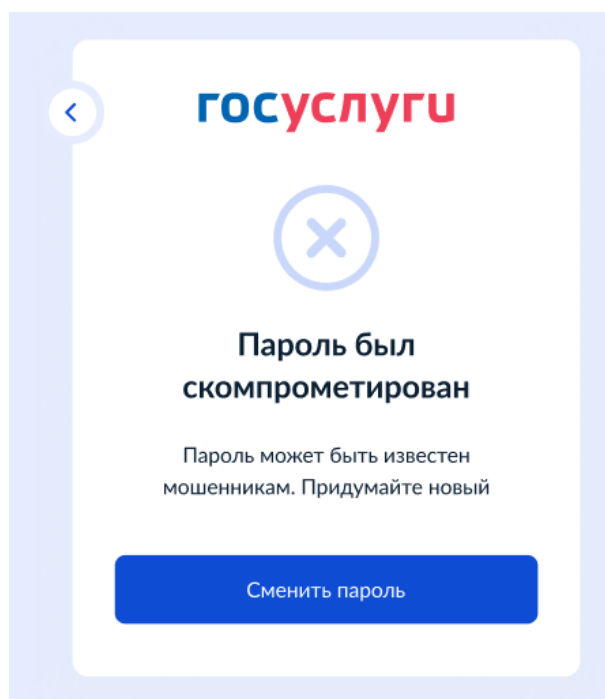 госуслуги
Пароль был
скомпрометирован
Пароль может быть известен
мошенникам. Придумайте новый
Сменить пароль